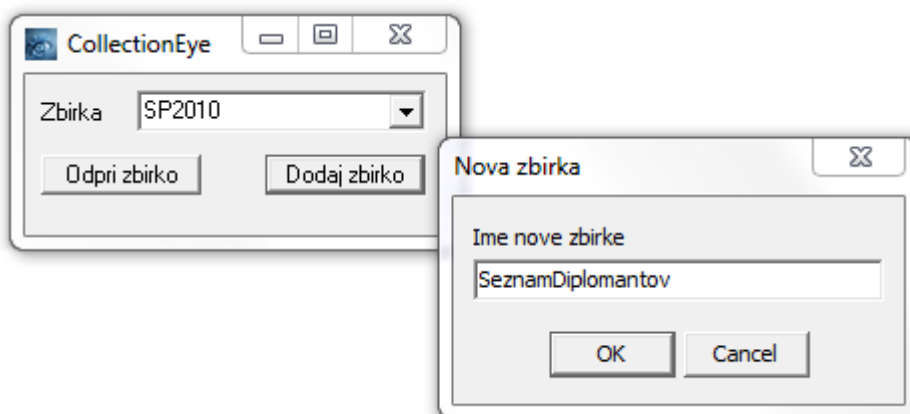 CollectionEye
Zbirka SP2010
Odpri zbirko Dodaj zbirko
Nova zbirka
Ime nove zbirke
SeznamDiplomantov
OK Cancel